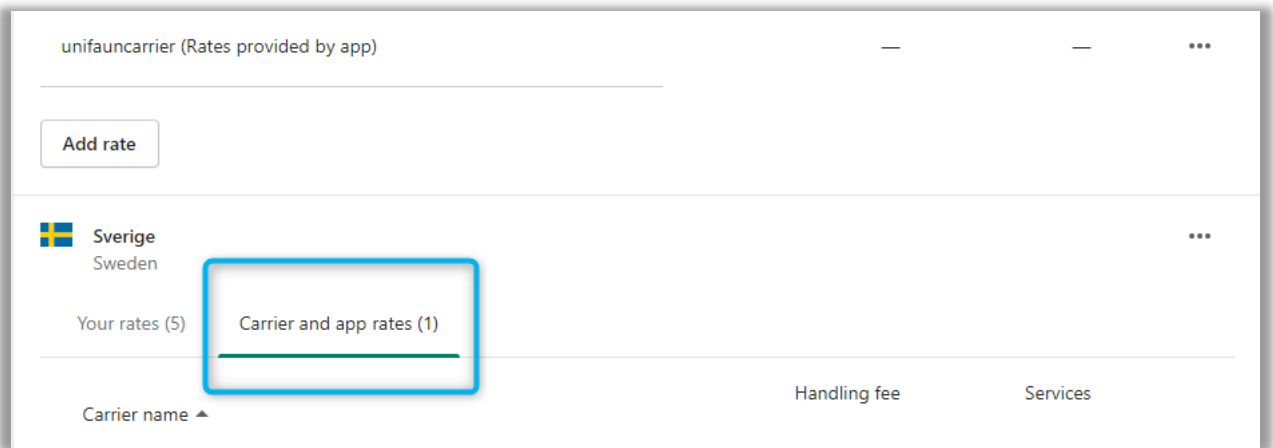 unifauncarrier (Rates provided by app) — — •••
Add rate
Sverige •••
Sweden
Your rates (5) Carrier and app rates (1)
Handling fee Services
Carrier name